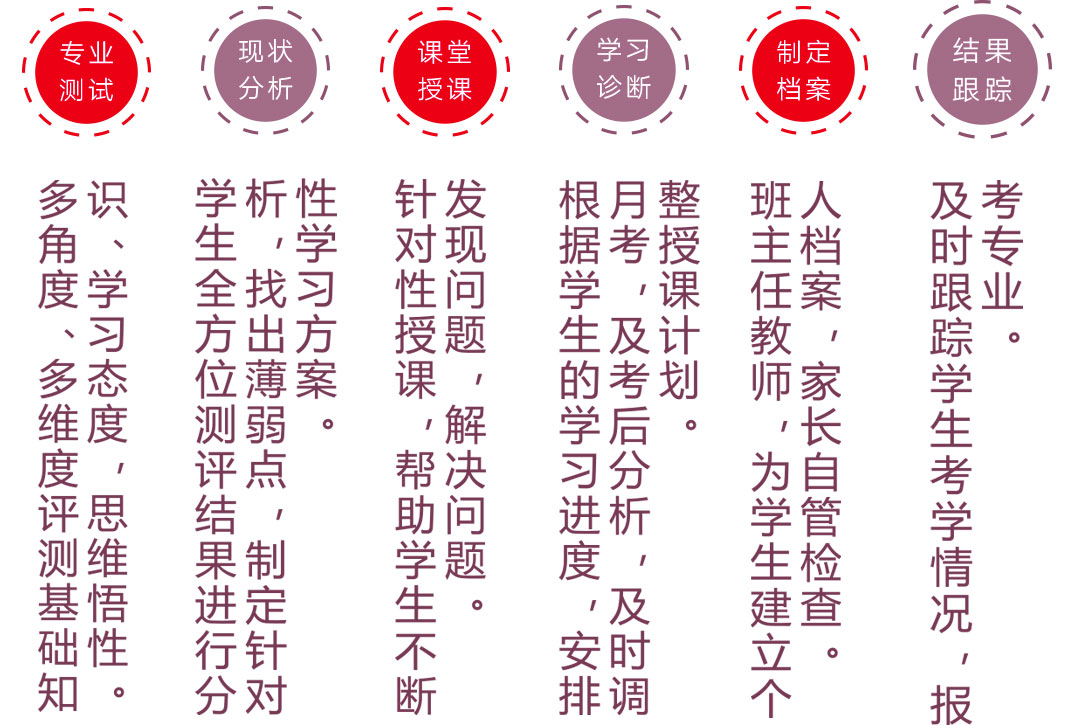 专业
测试
多角度、多维度评测基础知
识、学习态度，思维悟性。
现状
分析
学生全方位测评结果进行分
析，找出薄弱点，制定针对
性学习方案。
课堂
授课
针对性授课，帮助学生不断
发现问题，解决问题。
学习
诊断
根据学生的学习进度，安排
月考，及考后分析，及时调
整授课计划。
制定
档案
班主任教师，为学生建立个
人档案，家长自管检查。
结果
跟踪
及时跟踪学生考学情况，报
考专业。